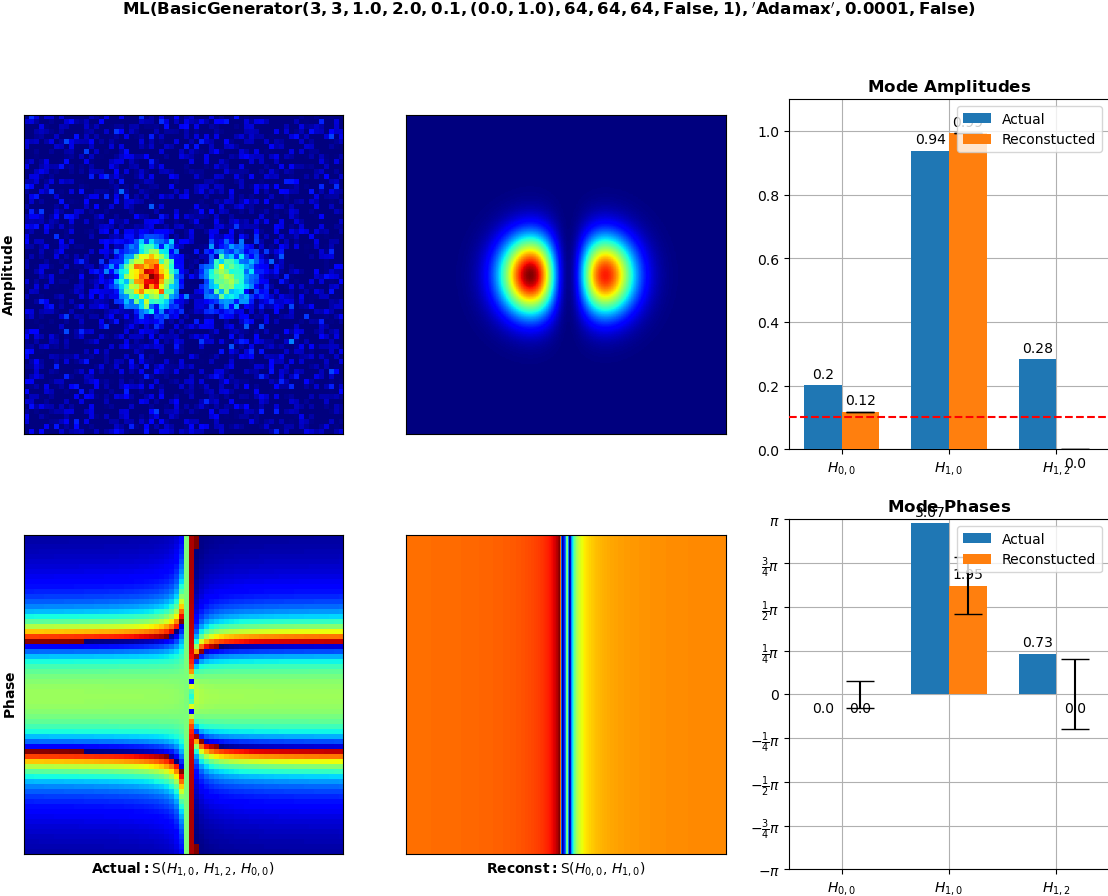 ML(BasicGenerator(3, 3, 1.0, 2.0, 0.1, (0.0, 1.0), 64, 64, 64, False, 1), ′Adamax′, 0.0001, False)
Amplitude
Mode Amplitudes
Actual
Reconstucted
1.0
0.8
0.6
0.4
0.2
0.0
0.2
0.12
0.94
0.28
0.0
H0,0
H1,0
H1,2
Phase
Actual: S(H1,0, H1,2, H0,0)
Reconst: S(H0,0, H1,0)
Mode Phases
Actual
Reconstucted
π
3/4π
1/2π
1/4π
0
−1/4π
−1/2π
−3/4π
−π
0.0
0.0
3.07
1.95
0.73
0.0
H0,0
H1,0
H1,2